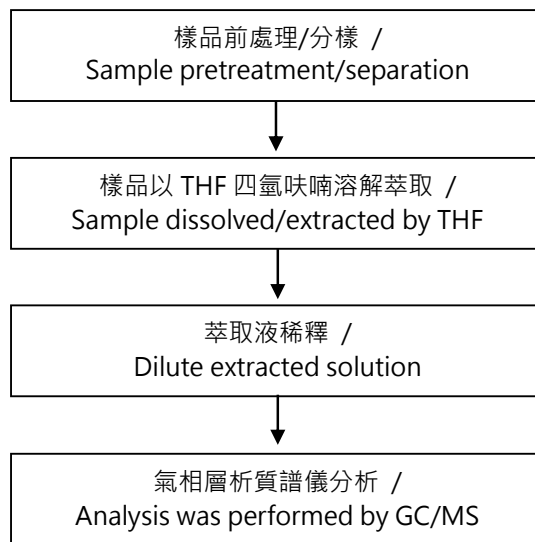 樣品前處理/分樣 /
Sample pretreatment/separation
樣品以 THF 四氫呋喃溶解萃取 /
Sample dissolved/extracted by THF
萃取液稀釋 /
Dilute extracted solution
氣相層析質譜儀分析 /
Analysis was performed by GC/MS